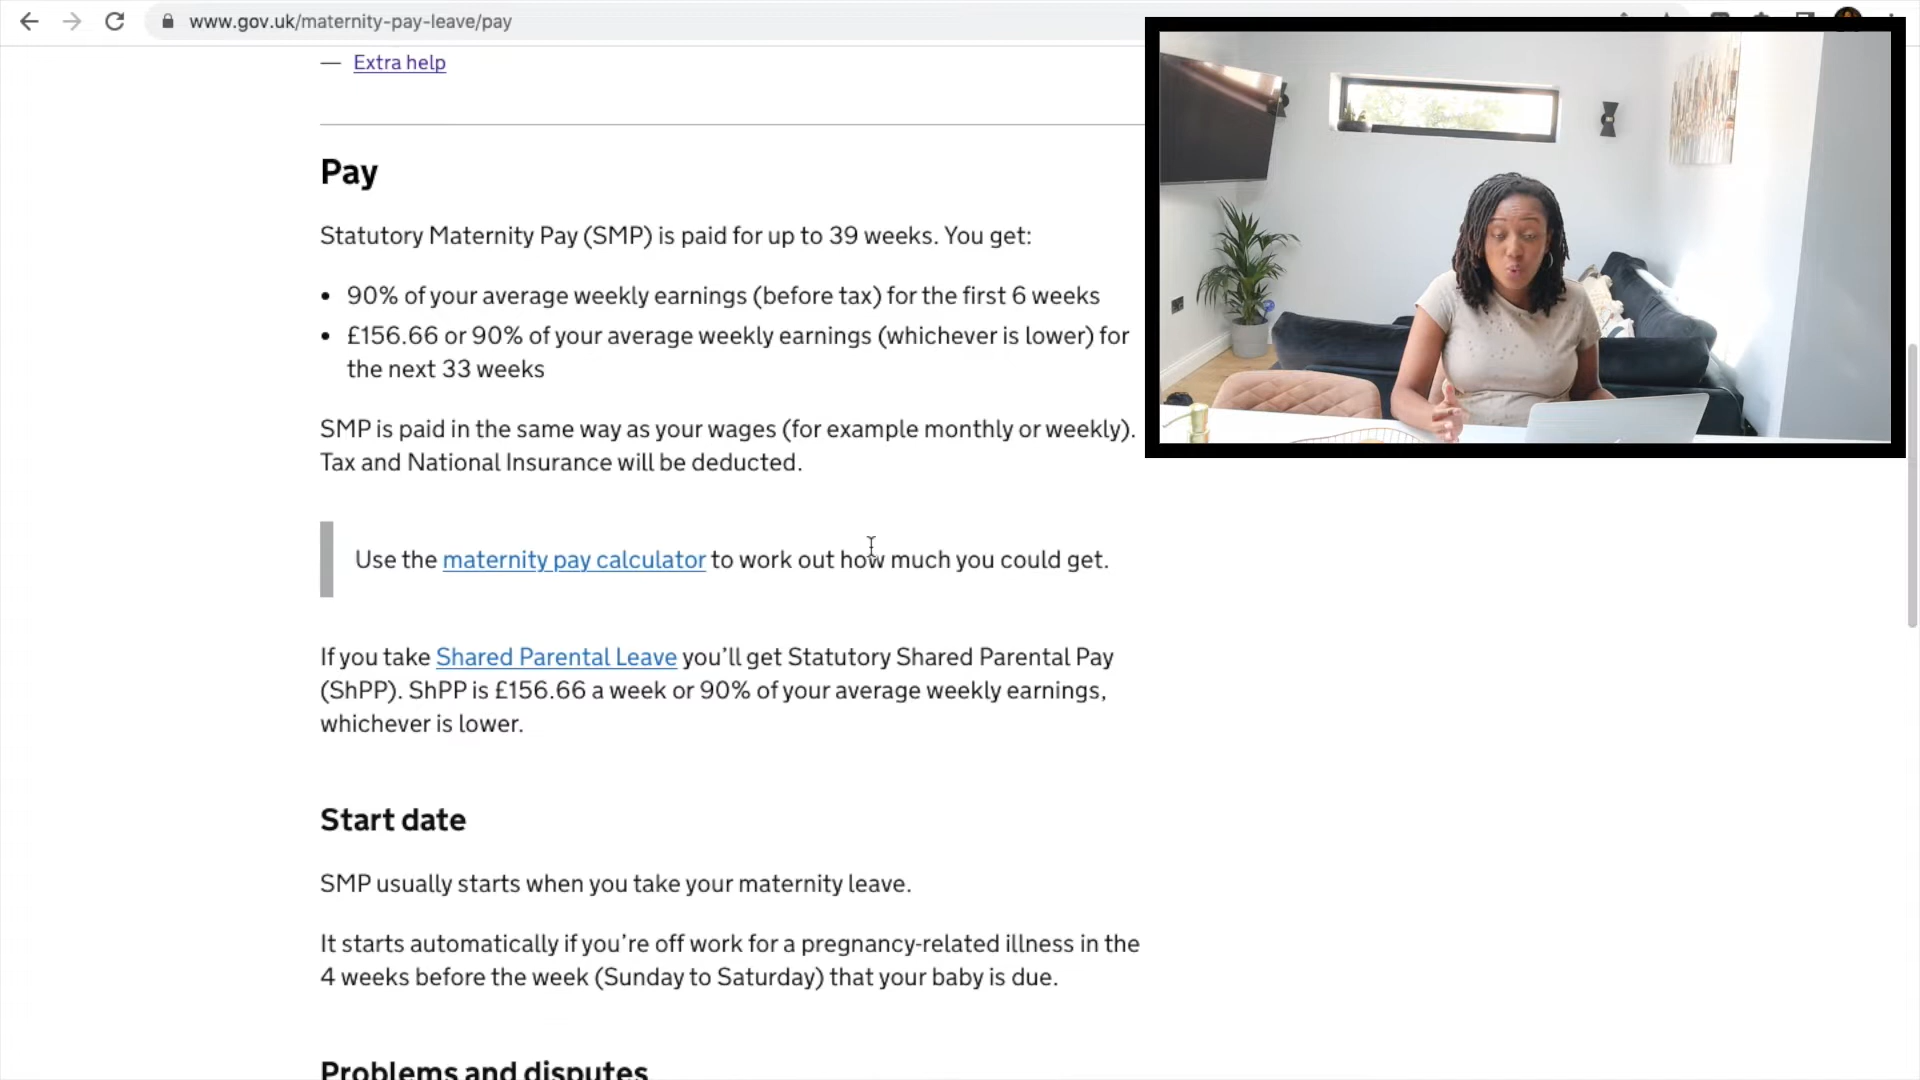 www.gov.uk/maternity-pay-leave/pay
— Extra help
Pay
Statutory Maternity Pay (SMP) is paid for up to 39 weeks. You get:
• 90% of your average weekly earnings (before tax) for the first 6 weeks
• £156.66 or 90% of your average weekly earnings (whichever is lower) for
the next 33 weeks
SMP is paid in the same way as your wages (for example monthly or weekly).
Tax and National Insurance will be deducted.
Use the maternity pay calculator to work out how much you could get.
If you take Shared Parental Leave you’ll get Statutory Shared Parental Pay
(ShPP). ShPP is £156.66 a week or 90% of your average weekly earnings,
whichever is lower.
Start date
SMP usually starts when you take your maternity leave.
It starts automatically if you’re off work for a pregnancy-related illness in the
4 weeks before the week (Sunday to Saturday) that your baby is due.
Problems and disputes